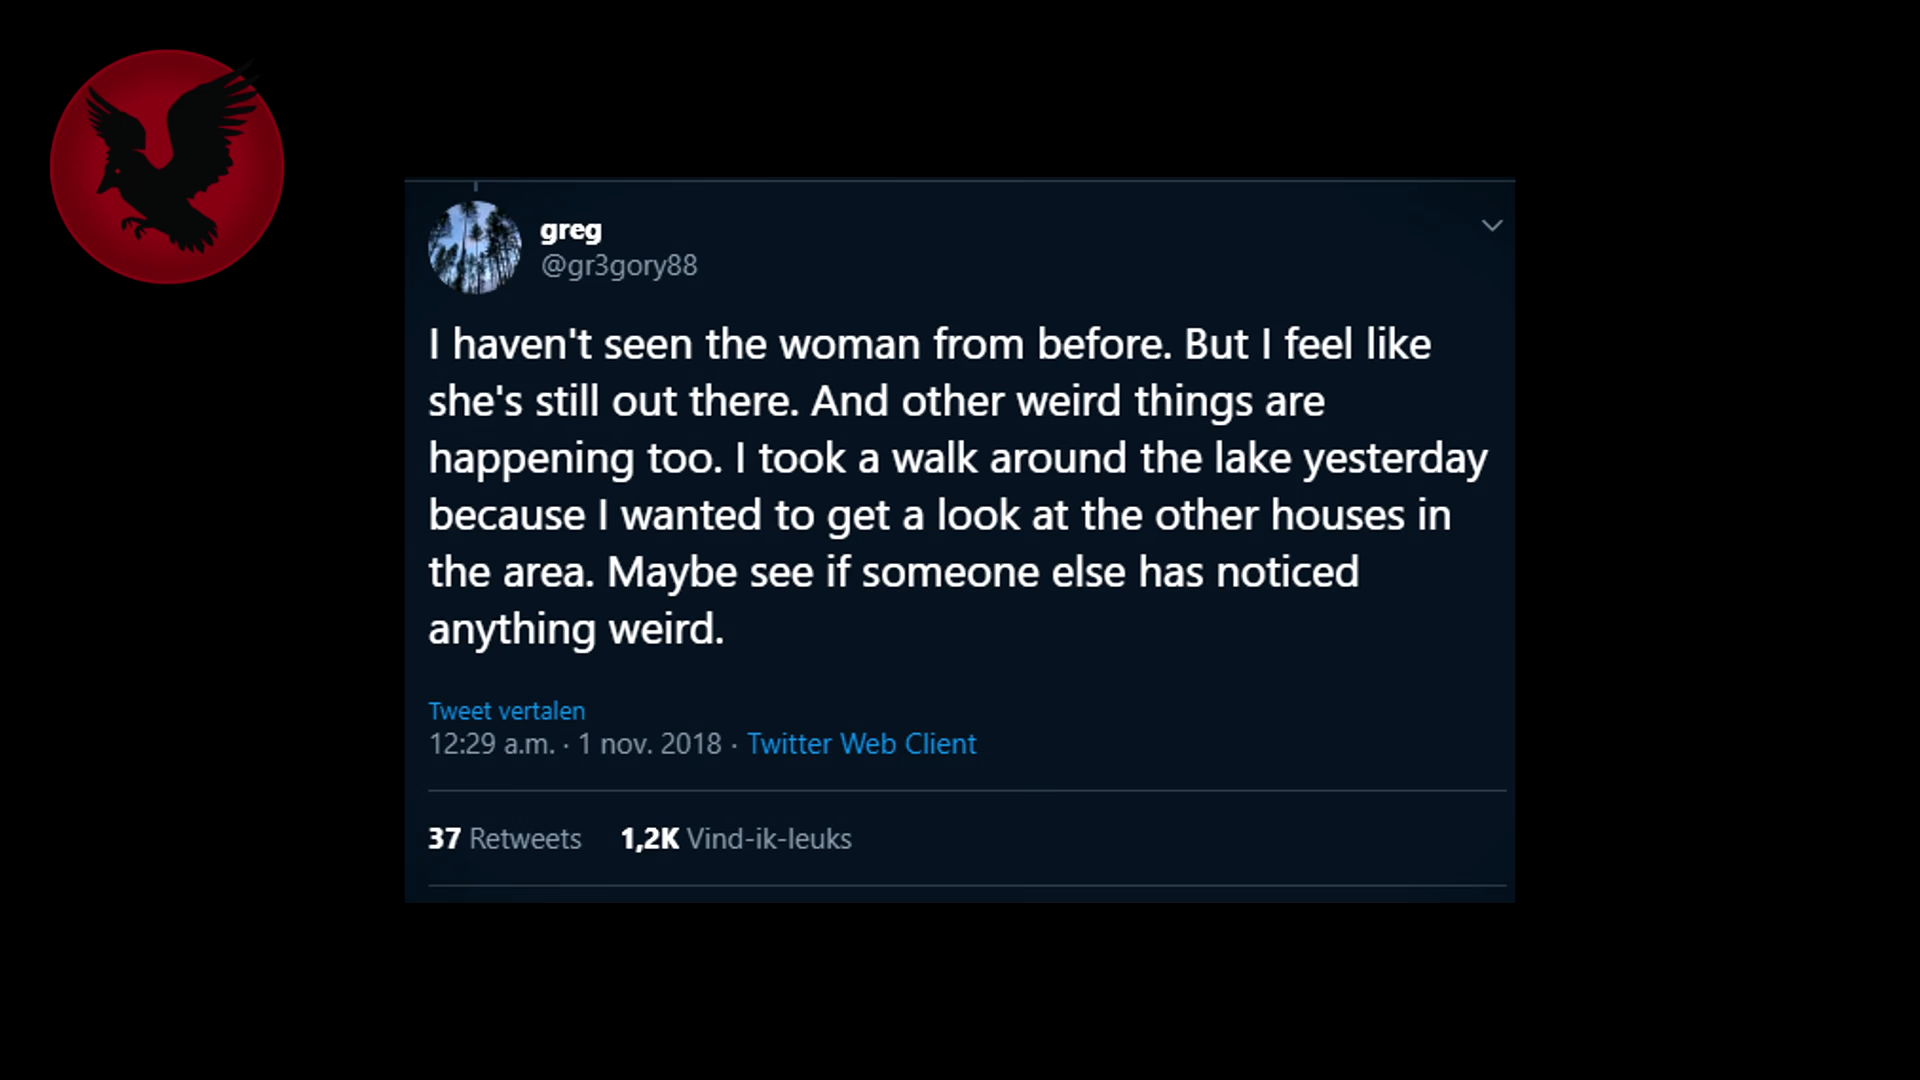 greg
@gr3gory88
I haven't seen the woman from before. But I feel like
she's still out there. And other weird things are
happening too. I took a walk around the lake yesterday
because I wanted to get a look at the other houses in
the area. Maybe see if someone else has noticed
anything weird.
Tweet vertalen
12:29 a.m. · 1 nov. 2018 · Twitter Web Client
37 Retweets 1,2K Vind-ik-leuks